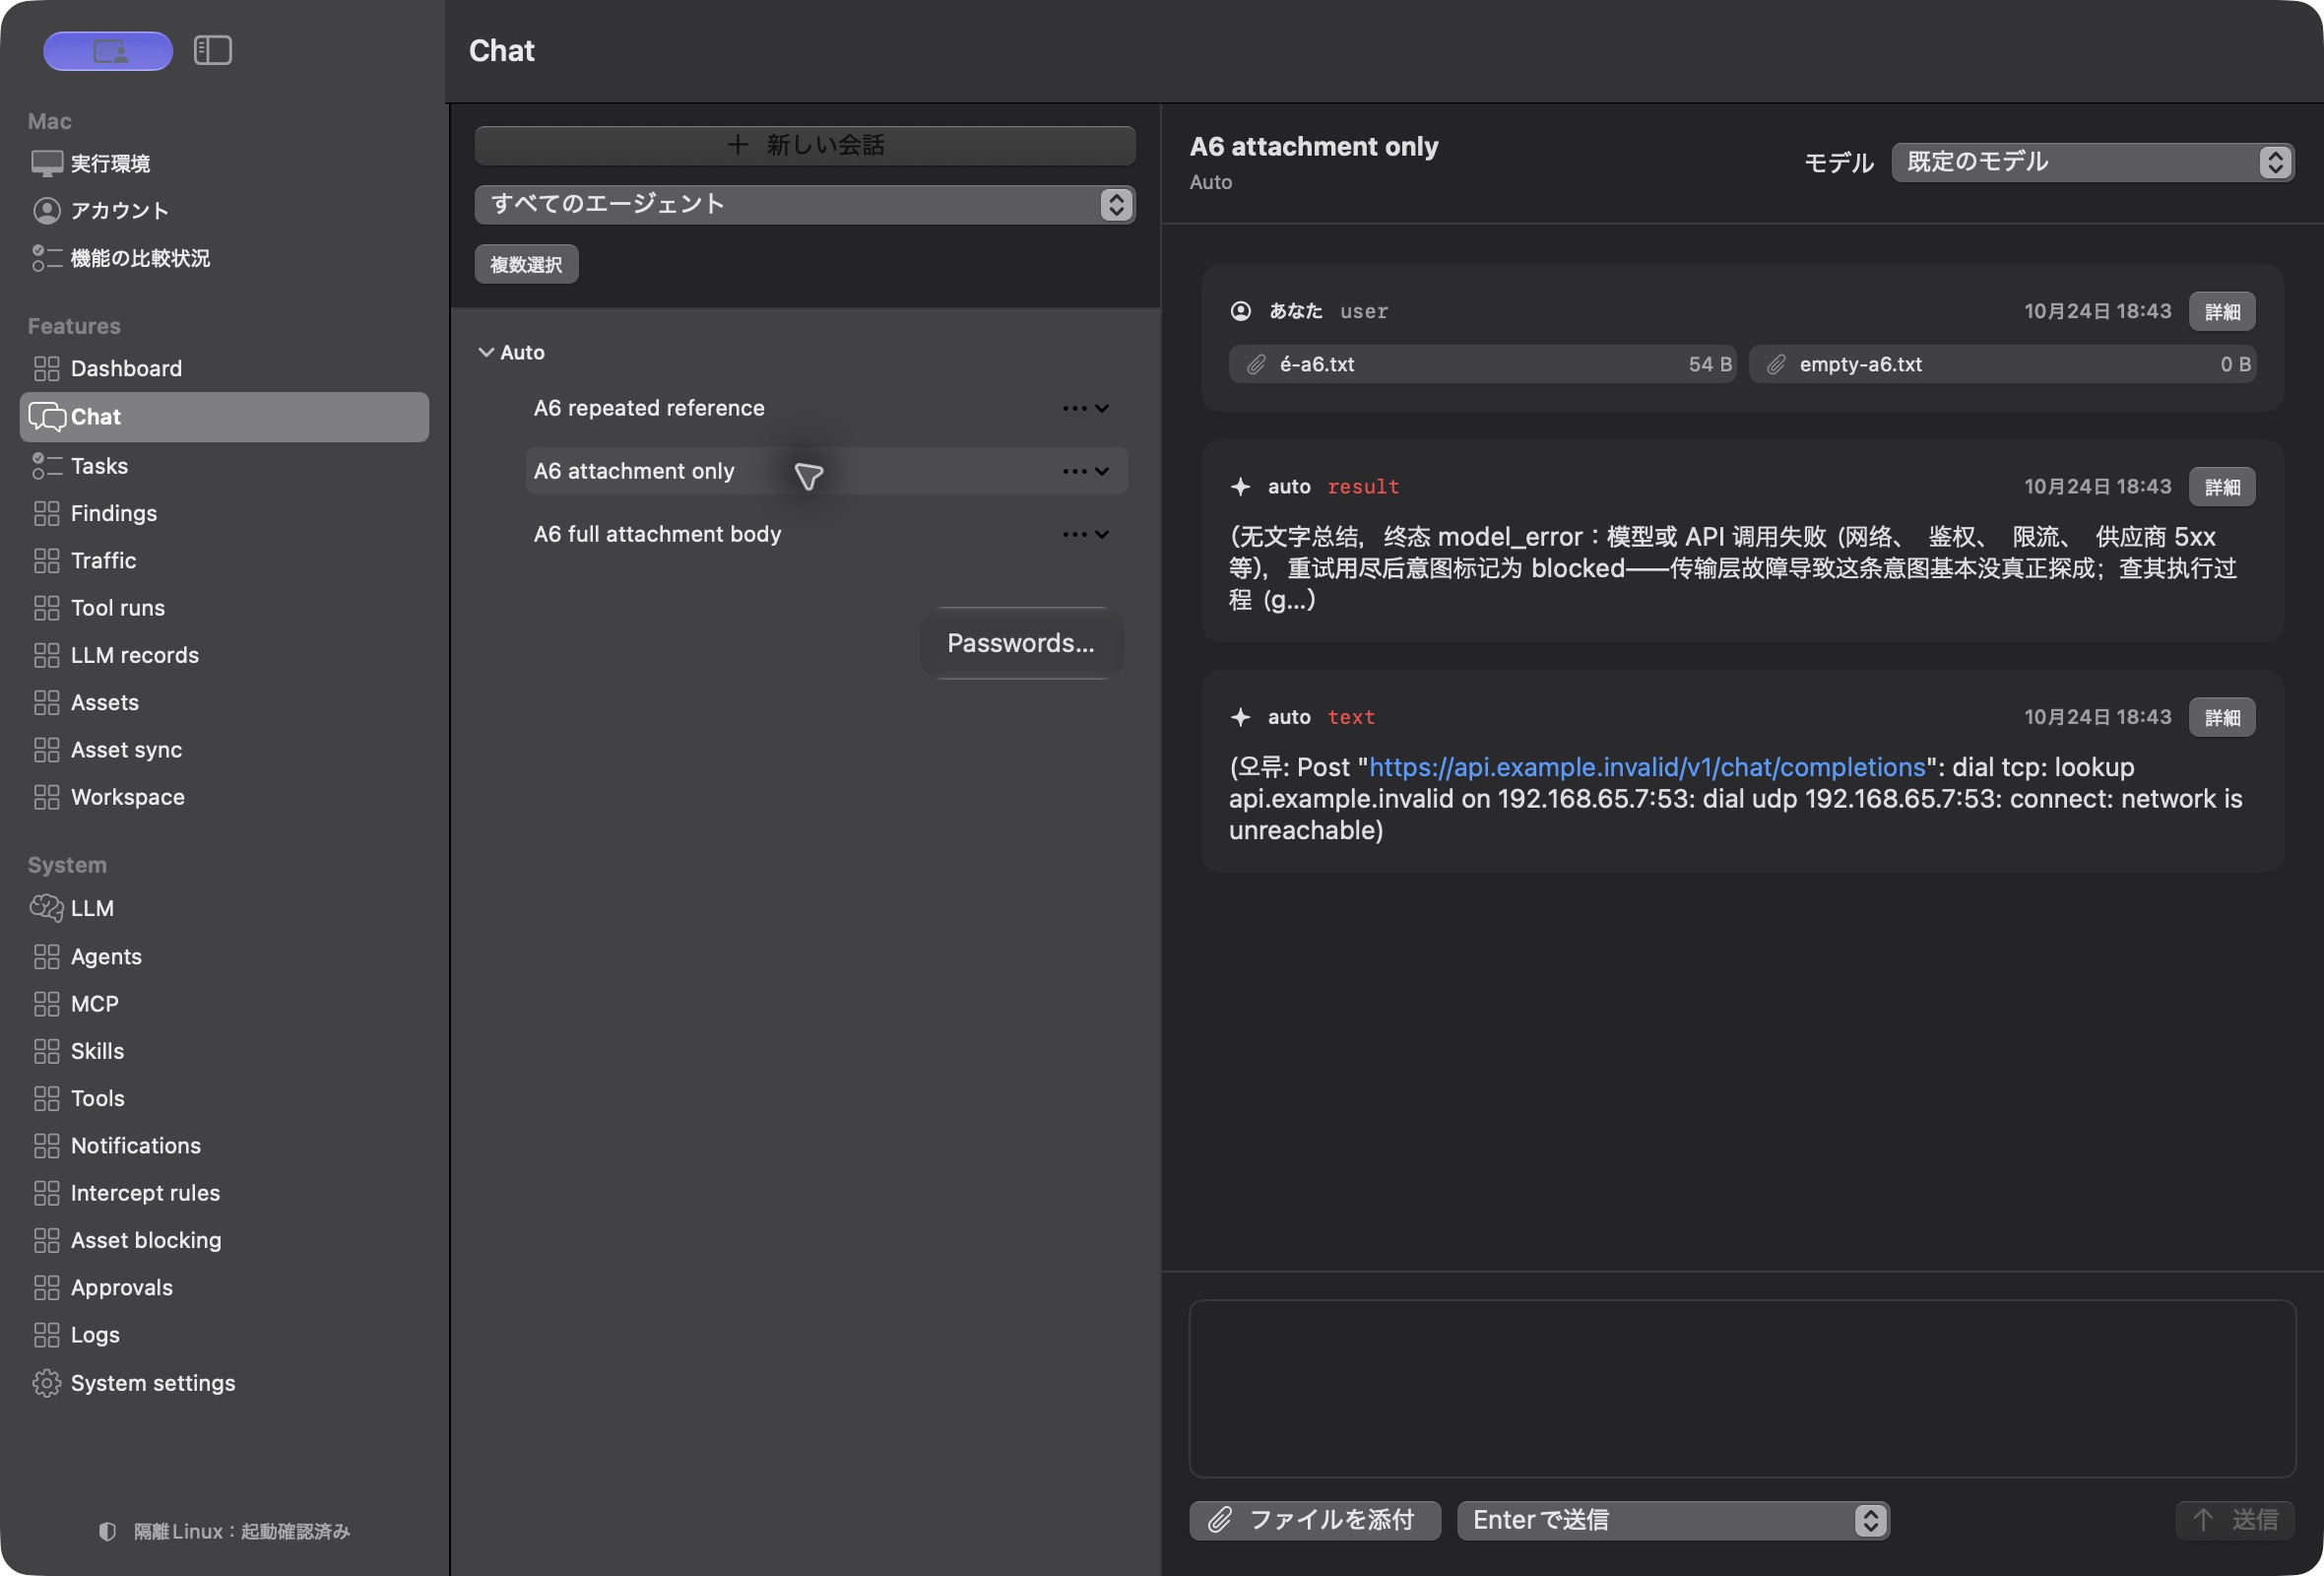 Chat
Mac
実行環境
アカウント
機能の比較状況
Features
Dashboard
Chat
Tasks
Findings
Traffic
Tool runs
LLM records
Assets
Asset sync
Workspace
System
LLM
Agents
MCP
Skills
Tools
Notifications
Intercept rules
Asset blocking
Approvals
Logs
System settings
隔離Linux：起動確認済み
新しい会話
すべてのエージェント
複数選択
Auto
A6 repeated reference
A6 attachment only
A6 full attachment body
Passwords...
A6 attachment only
Auto
モデル 既定のモデル
あなた user 10月24日 18:43 詳細
é-a6.txt 54 B empty-a6.txt 0 B
auto result 10月24日 18:43 詳細
(无文字总结，终态 model_error：模型或 API 调用失败 (网络、 鉴权、 限流、 供应商 5xx
等)，重试用尽后意图标记为 blocked——传输层故障导致这条意图基本没真正探成；查其执行过
程 (g...)
auto text 10月24日 18:43 詳細
(오류: Post "https://api.example.invalid/v1/chat/completions": dial tcp: lookup
api.example.invalid on 192.168.65.7:53: dial udp 192.168.65.7:53: connect: network is
unreachable)
ファイルを添付 Enterで送信 送信